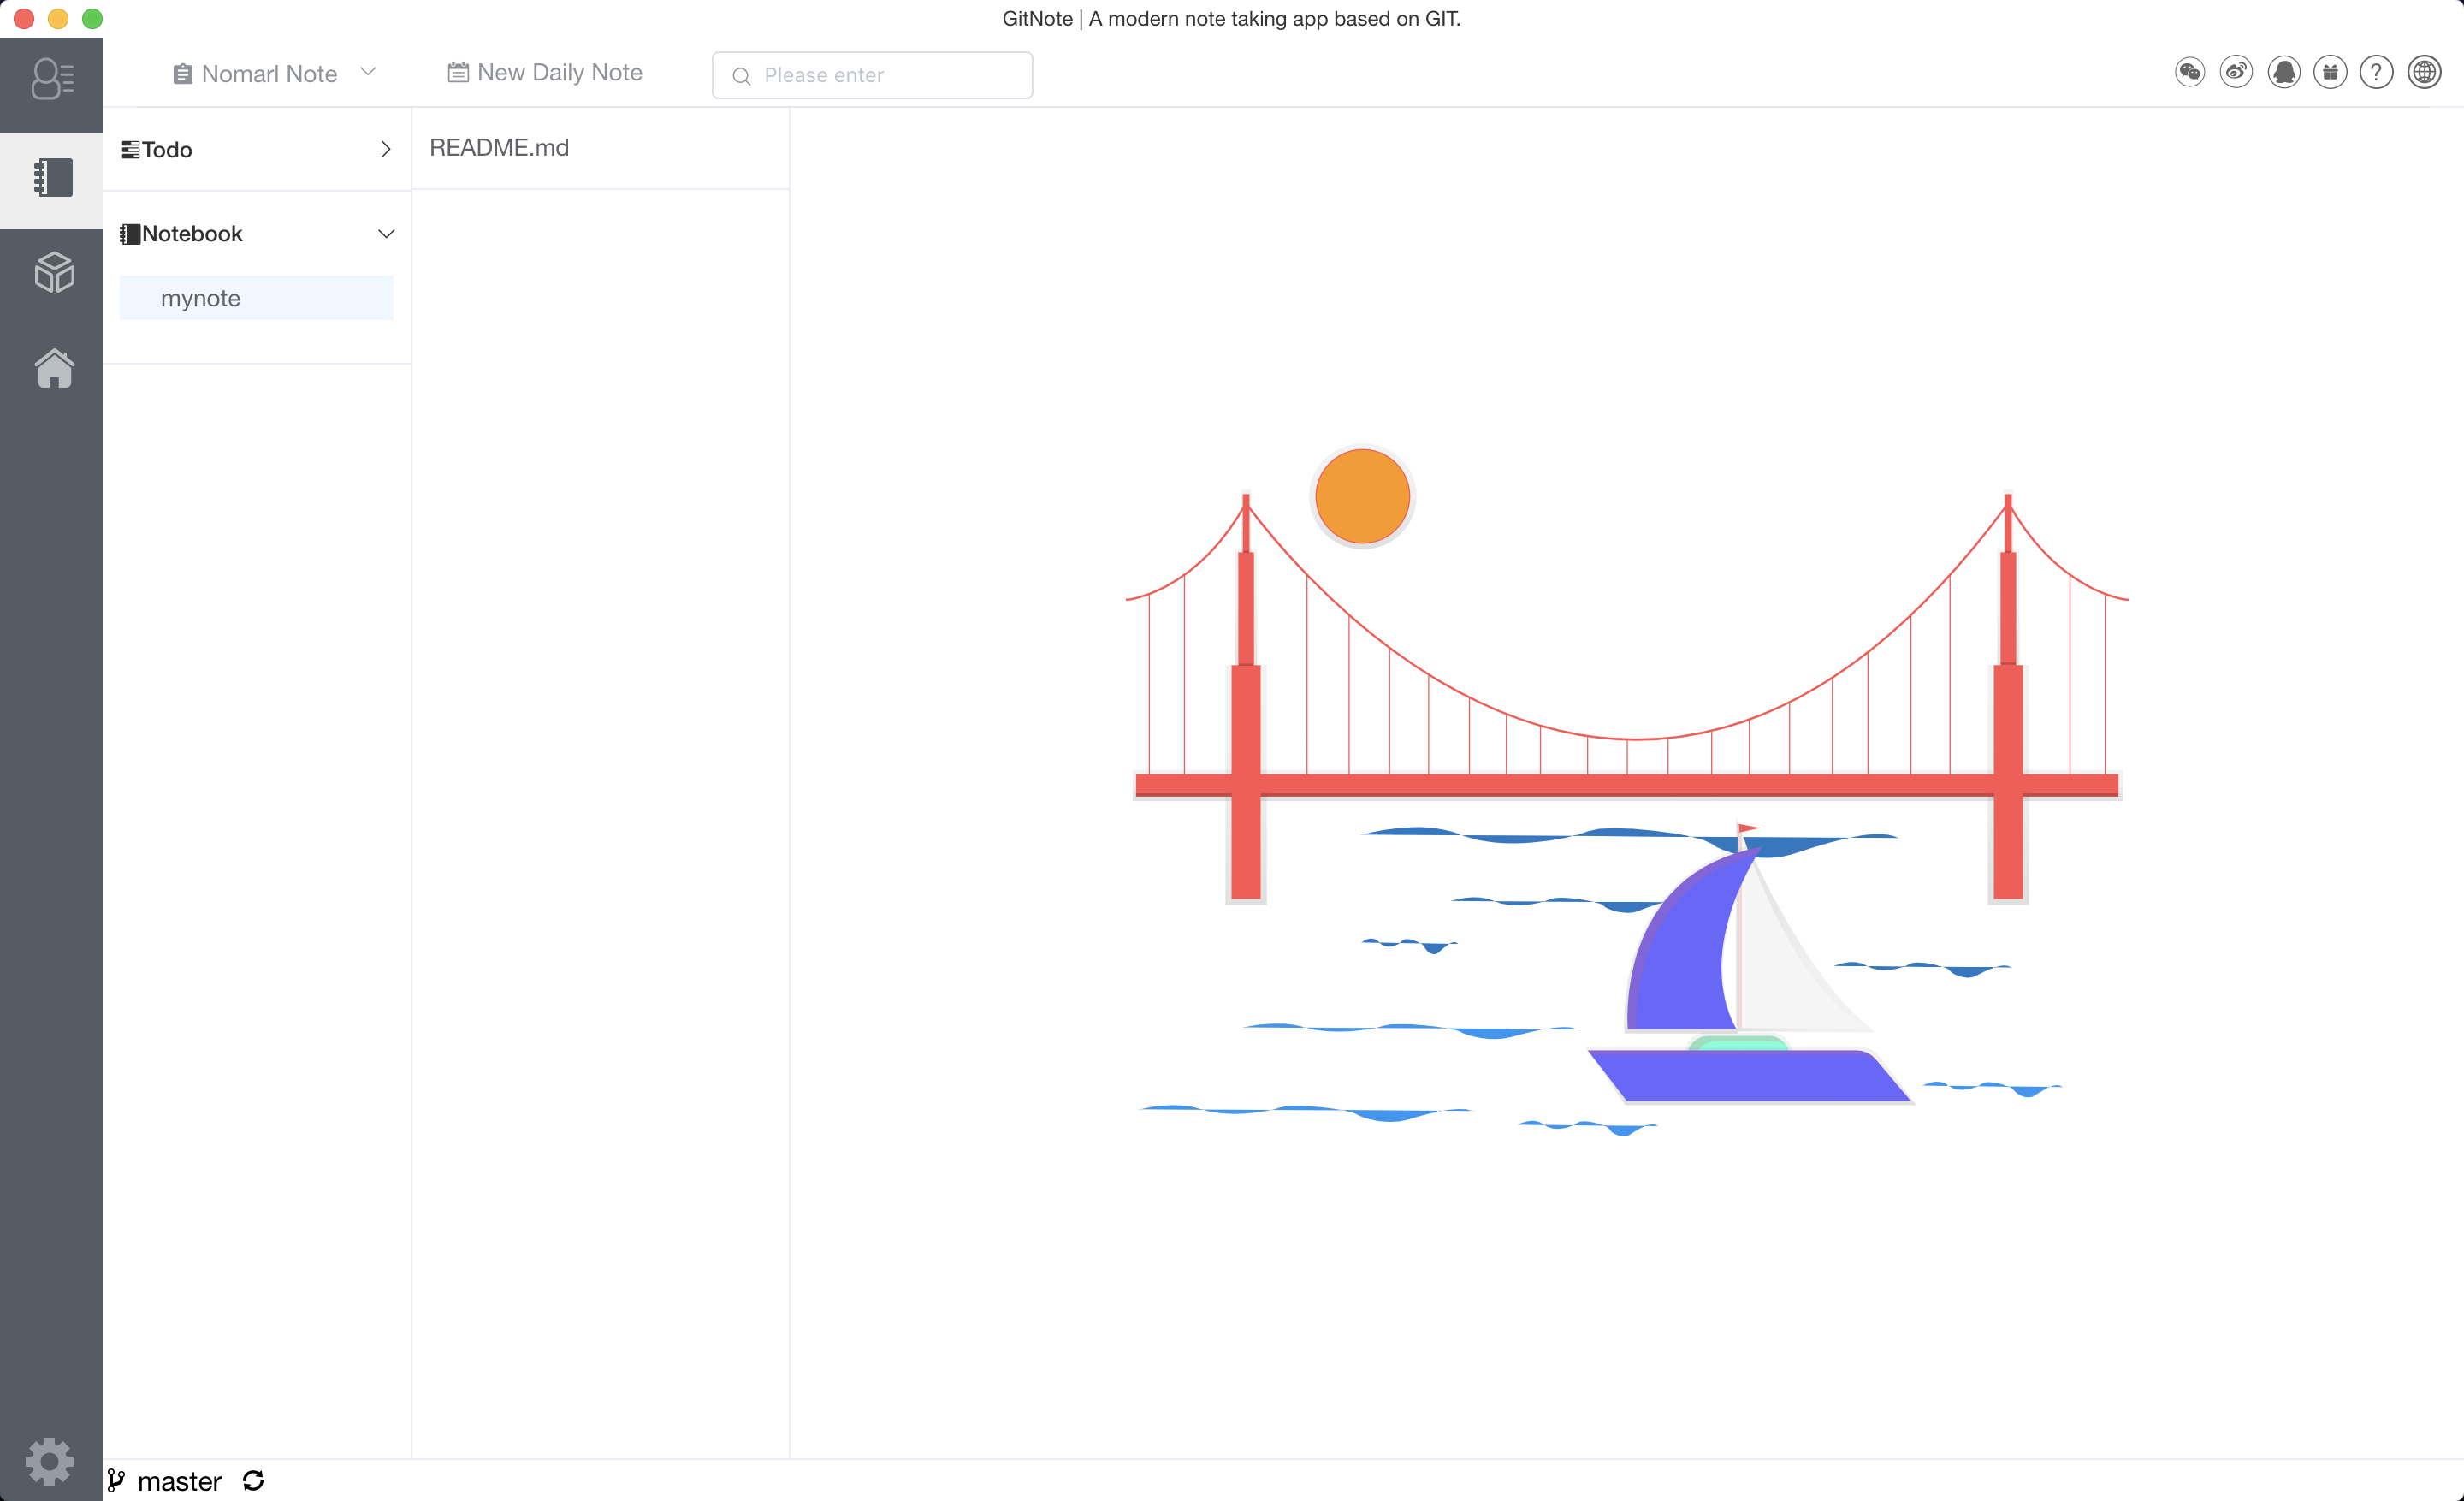 GitNote | A modern note taking app based on GIT.
Nomarl Note
New Daily Note
Please enter
Todo
README.md
Notebook
mynote
master